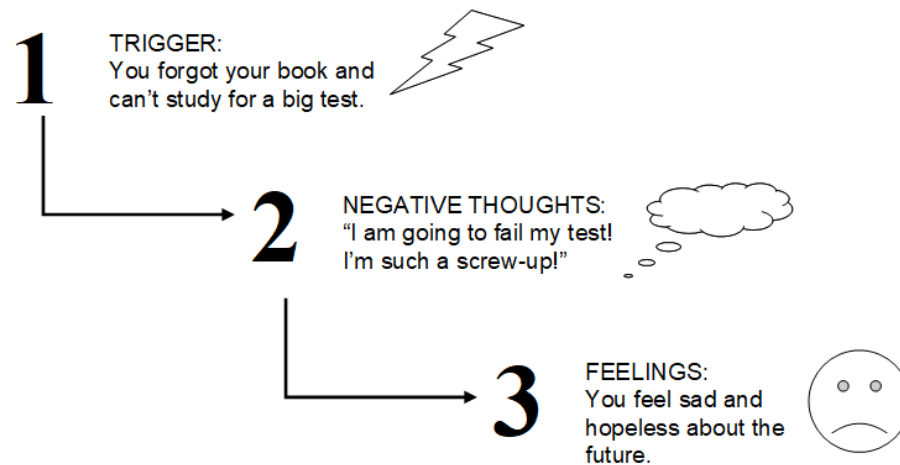 1
TRIGGER:
You forgot your book and
can't study for a big test.
2
NEGATIVE THOUGHTS:
“I am going to fail my test!
I'm such a screw-up!”
3
FEELINGS:
You feel sad and
hopeless about the
future.